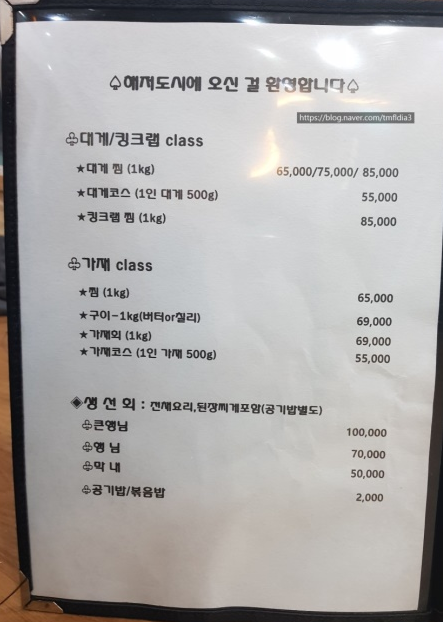 ♤해저도시에 오신 걸 환영합니다♤
https://blog.naver.com/tmfldia3
♧대게/킹크랩 class
★대게 찜 (1kg) 65,000/75,000/ 85,000
★대게코스 (1인 대게 500g) 55,000
★킹크랩 찜 (1kg) 85,000
♧가재 class
★찜 (1kg) 65,000
★구이-1kg(버터or칠리) 69,000
★가재회 (1kg) 69,000
★가재코스 (1인 가재 500g) 55,000
◈생 선 회 : 전채요리,된장찌개포함(공기밥별도)
♧큰형님 100,000
♧형 님 70,000
♧막 내 50,000
♧공기밥/볶음밥 2,000